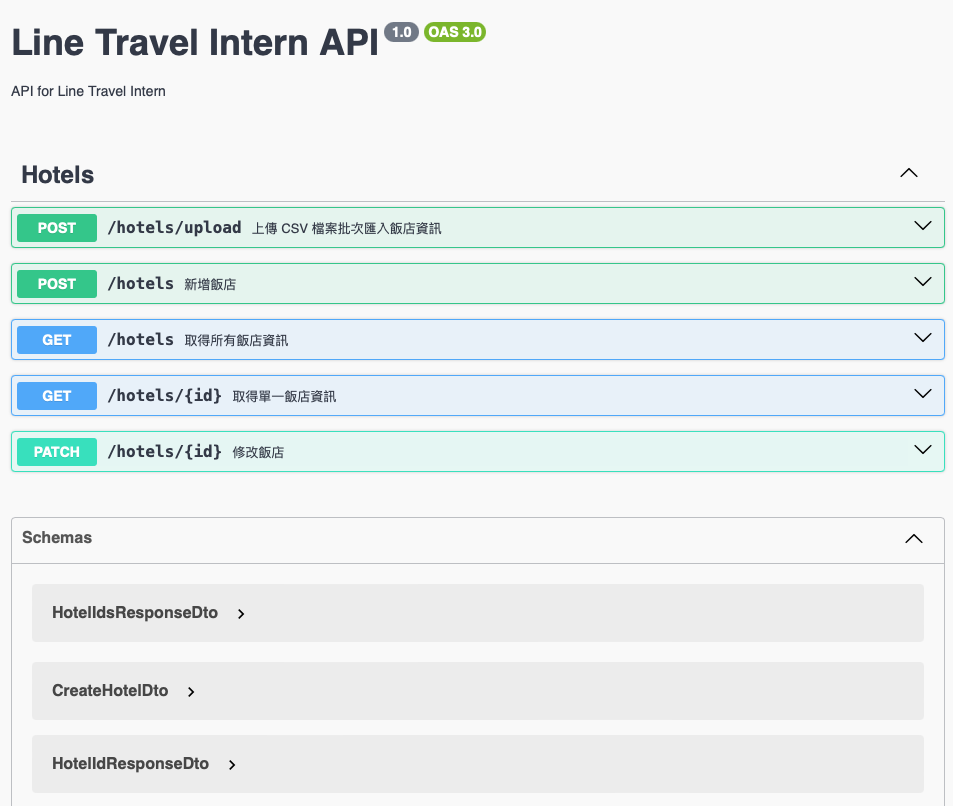 Line Travel Intern API 1.0 OAS 3.0
API for Line Travel Intern
Hotels
POST /hotels/upload 上傳 CSV 檔案批次匯入飯店資訊
POST /hotels 新增飯店
GET /hotels 取得所有飯店資訊
GET /hotels/{id} 取得單一飯店資訊
PATCH /hotels/{id} 修改飯店
Schemas
HotelIdsResponseDto
CreateHotelDto
HotelIdResponseDto